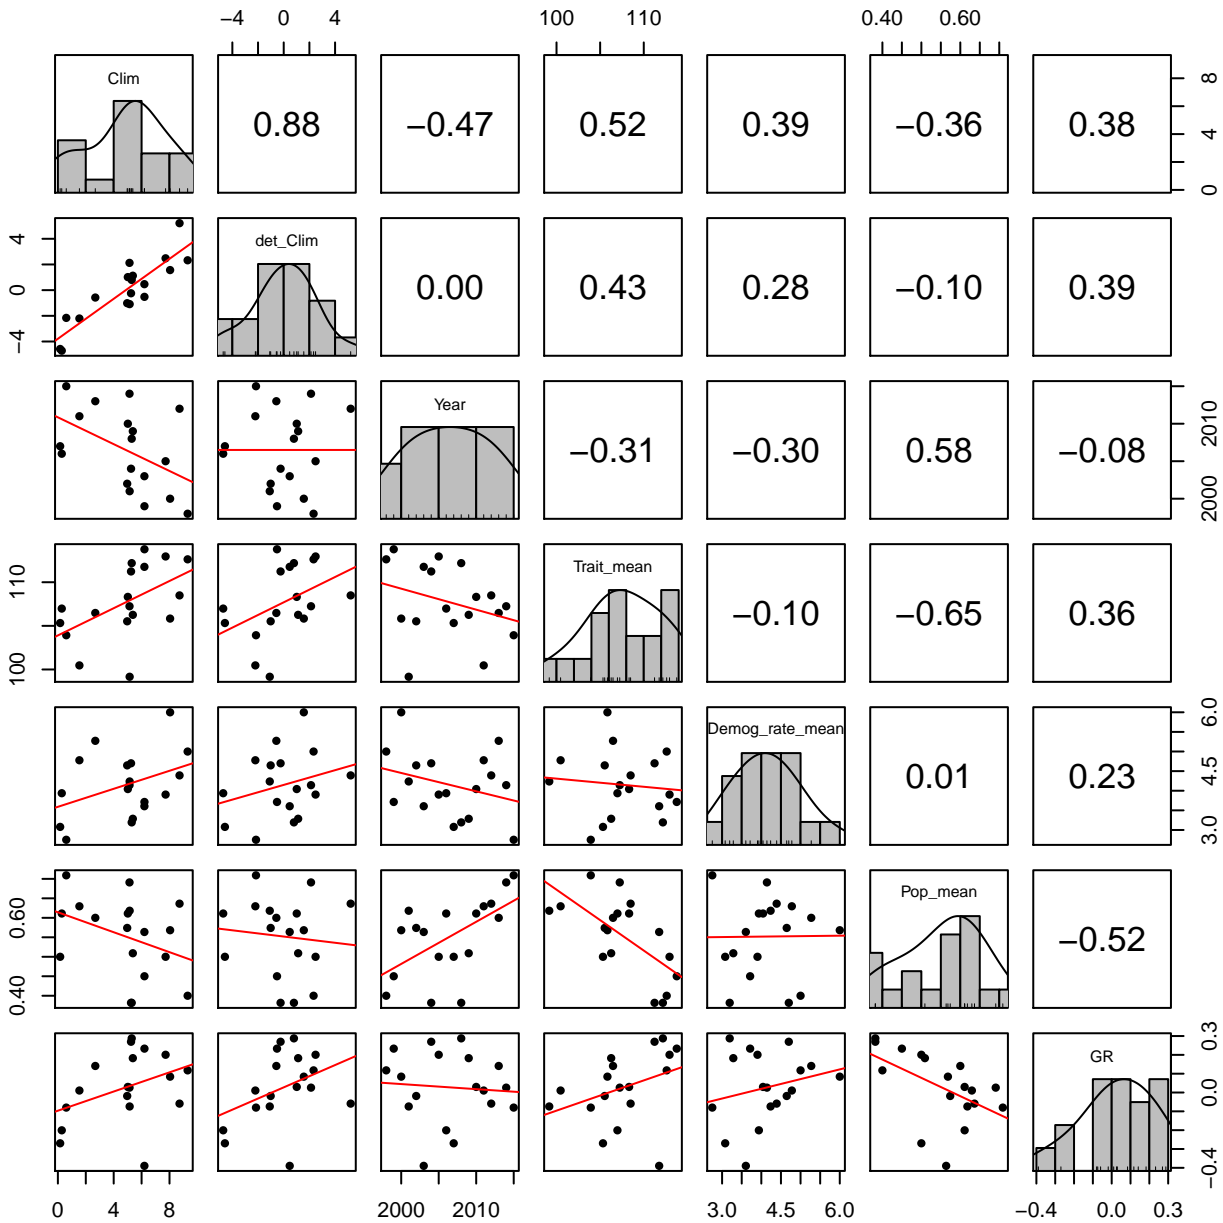 −4 0 4 100 110 0.40 0.60
Clim 0.88 −0.47 0.52 0.39 −0.36 0.38 0 4 8
−4 0 4 det_Clim 0.00 0.43 0.28 −0.10 0.39
Year −0.31 −0.30 0.58 −0.08 2000 2010
100 110 Trait_mean −0.10 −0.65 0.36
Demog_rate_mean 0.01 0.23 3.0 4.5 6.0
0.40 0.60 Pop_mean −0.52
GR −0.4 0.0 0.3
0 4 8 2000 2010 3.0 4.5 6.0 −0.4 0.0 0.3